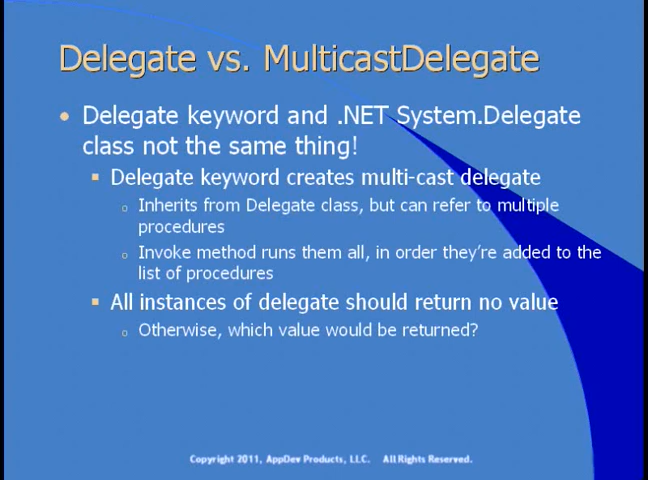 Delegate vs. MulticastDelegate
• Delegate keyword and .NET System.Delegate
class not the same thing!
▪ Delegate keyword creates multi-cast delegate
o Inherits from Delegate class, but can refer to multiple
procedures
o Invoke method runs them all, in order they're added to the
list of procedures
▪ All instances of delegate should return no value
o Otherwise, which value would be returned?
Copyright 2011, AppDev Products, LLC. All Rights Reserved.